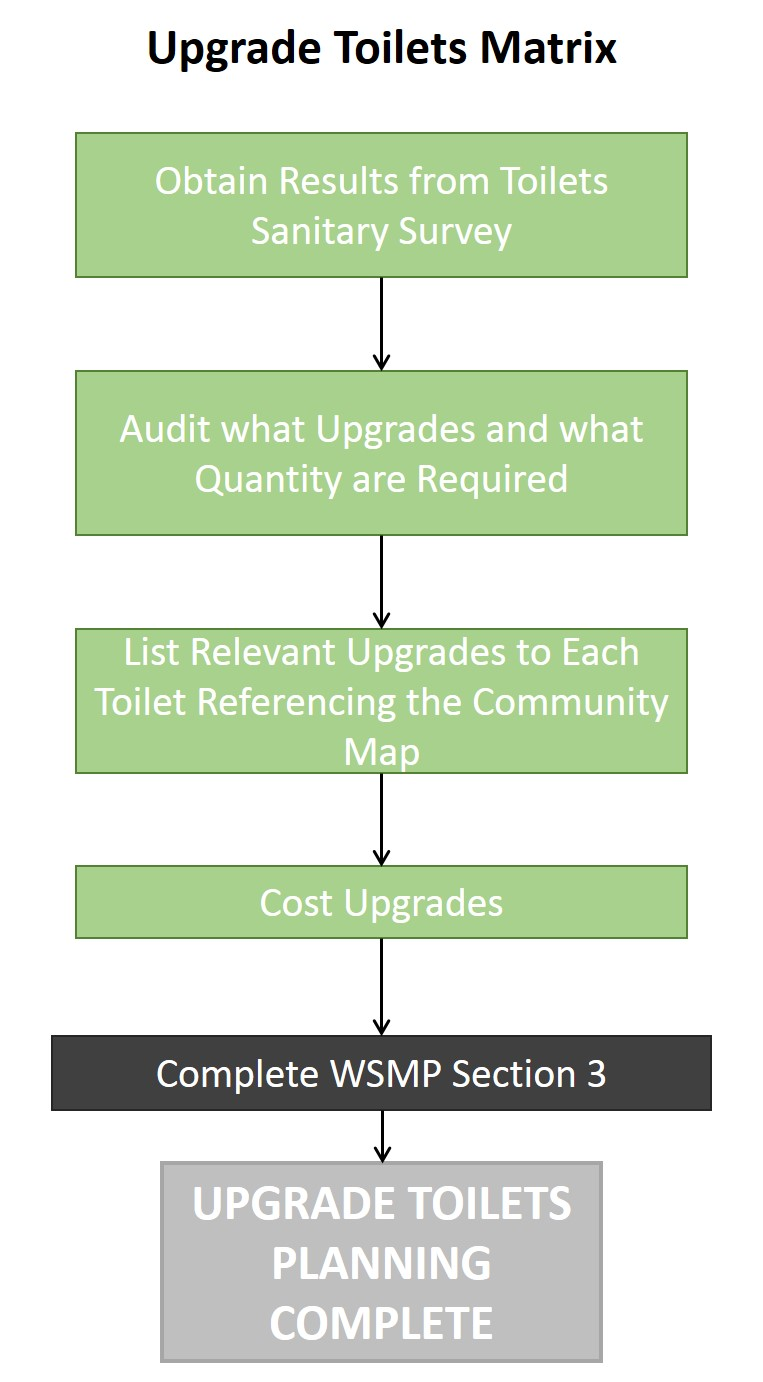 Upgrade Toilets Matrix
Obtain Results from Toilets
Sanitary Survey
Audit what Upgrades and what
Quantity are Required
List Relevant Upgrades to Each
Toilet Referencing the Community
Map
Cost Upgrades
Complete WSMP Section 3
UPGRADE TOILETS
PLANNING
COMPLETE